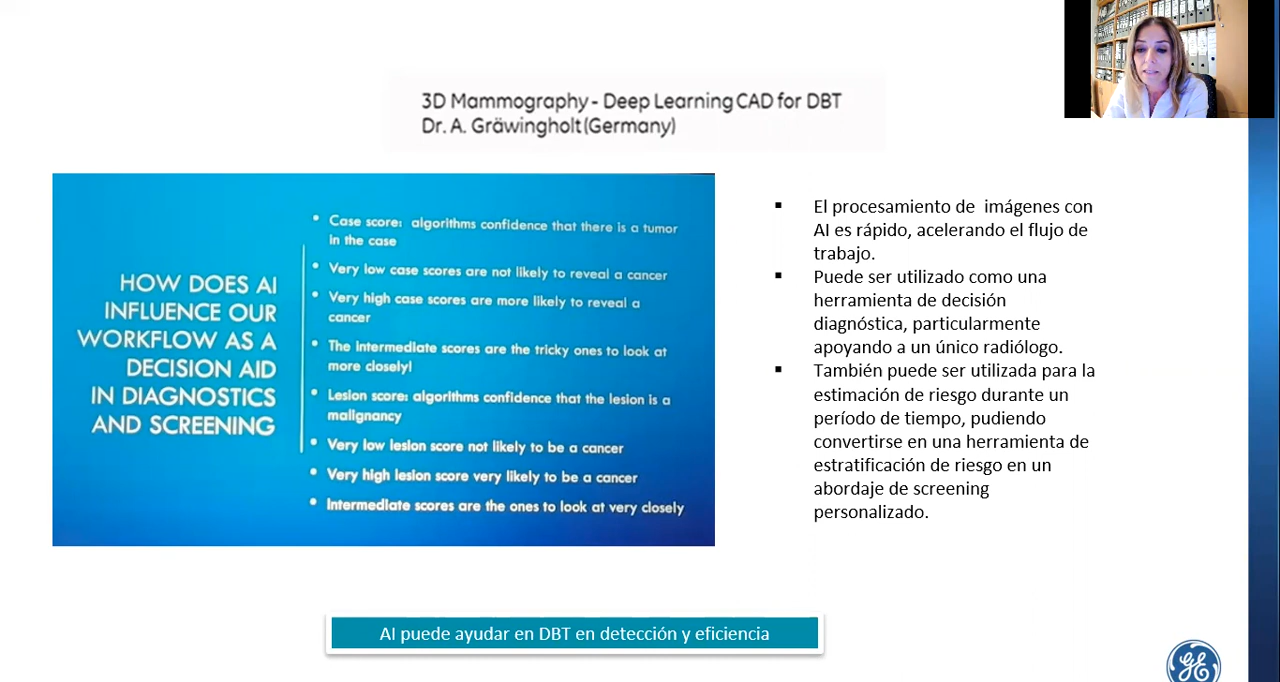 3D Mammography - Deep Learning CAD for DBT
Dr. A. Gräwingholt (Germany)
HOW DOES AI
INFLUENCE OUR
WORKFLOW AS A
DECISION AID
IN DIAGNOSTICS
AND SCREENING
• Case score: algorithms confidence that there is a tumor
in the case
• Very low case scores are not likely to reveal a cancer
• Very high case scores are more likely to reveal a
cancer
• The intermediate scores are the tricky ones to look at
more closely!
• Lesion score: algorithms confidence that the lesion is a
malignancy
• Very low lesion score not likely to be a cancer
• Very high lesion score very likely to be a cancer
• Intermediate scores are the ones to look at very closely
▪ El procesamiento de imágenes con
AI es rápido, acelerando el flujo de
trabajo.
▪ Puede ser utilizado como una
herramienta de decisión
diagnóstica, particularmente
apoyando a un único radiólogo.
▪ También puede ser utilizada para la
estimación de riesgo durante un
período de tiempo, pudiendo
convertirse en una herramienta de
estratificación de riesgo en un
abordaje de screening
personalizado.
AI puede ayudar en DBT en detección y eficiencia
GE